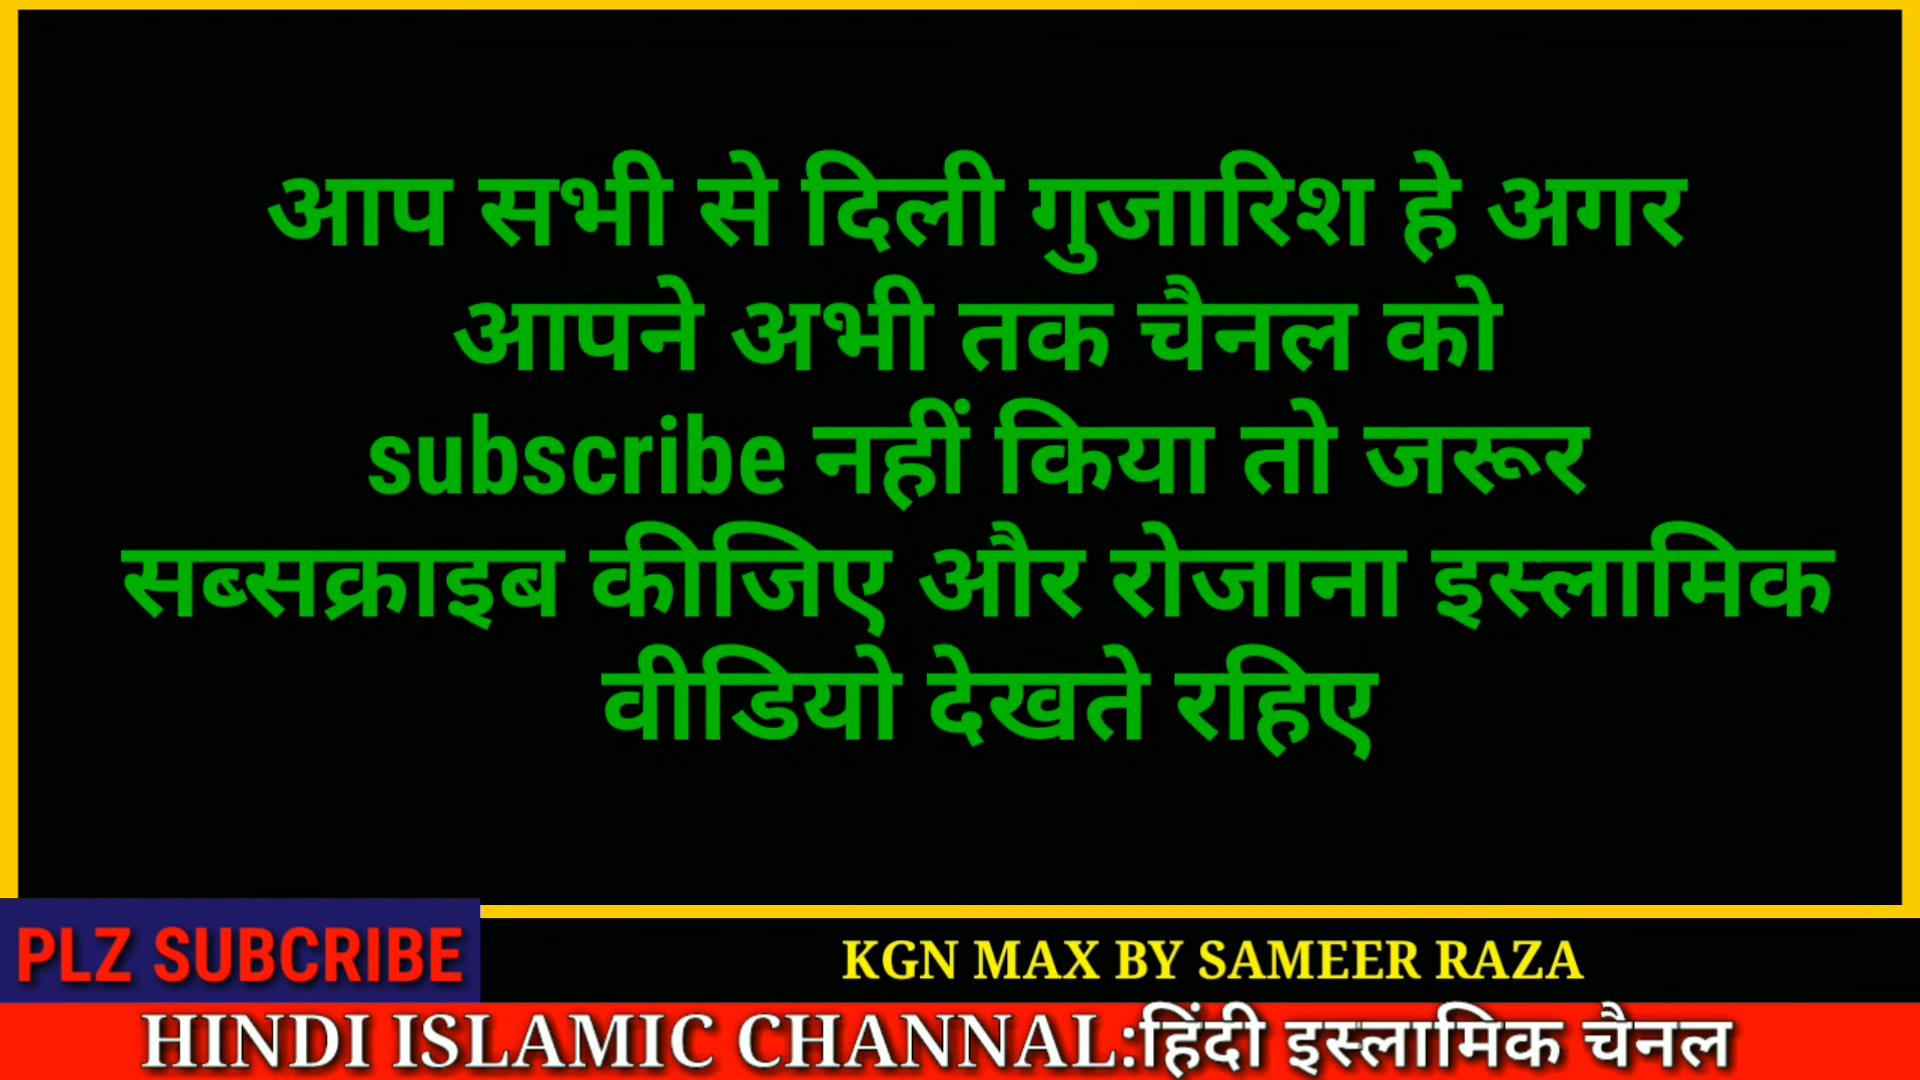 आप सभी से दिली गुजारिश हे अगर
आपने अभी तक चैनल को
subscribe नहीं किया तो जरूर
सब्सक्राइब कीजिए और रोजाना इस्लामिक
वीडियो देखते रहिए
PLZ SUBCRIBE
KGN MAX BY SAMEER RAZA
HINDI ISLAMIC CHANNAL:हिंदी इस्लामिक चैनल